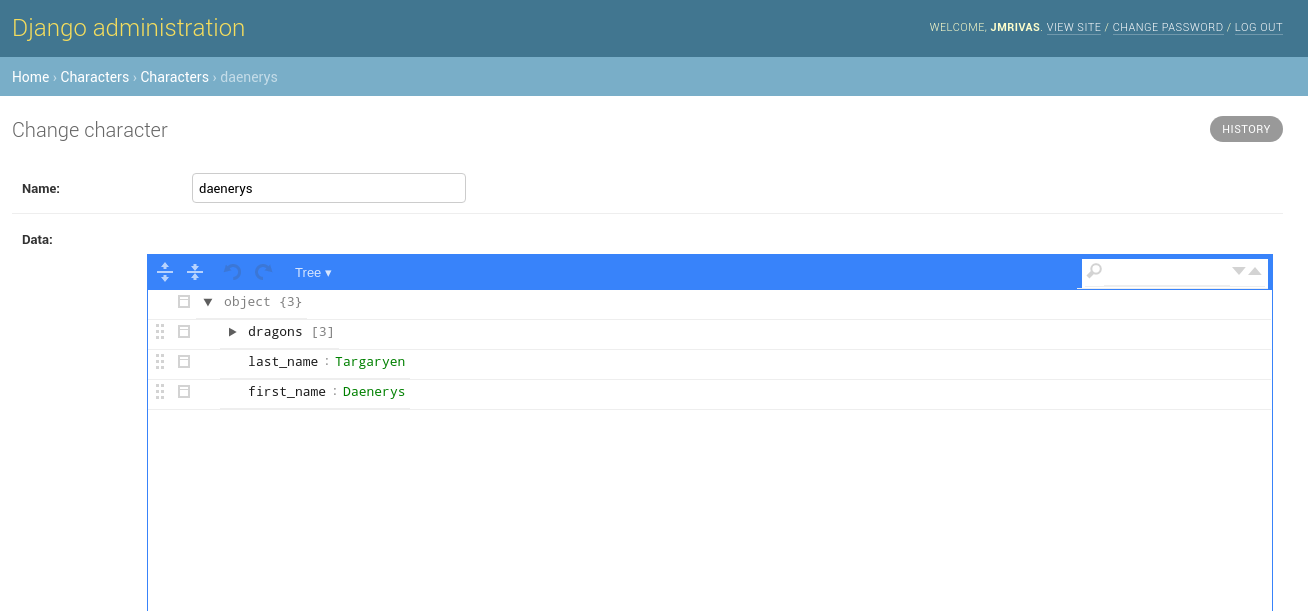 Django administration
WELCOME, JMRIVAS. VIEW SITE / CHANGE PASSWORD / LOG OUT
Home › Characters › Characters › daenerys
Change character
HISTORY
Name:
daenerys
Data:
Tree ▾
object {3}
dragons [3]
last_name : Targaryen
first_name : Daenerys